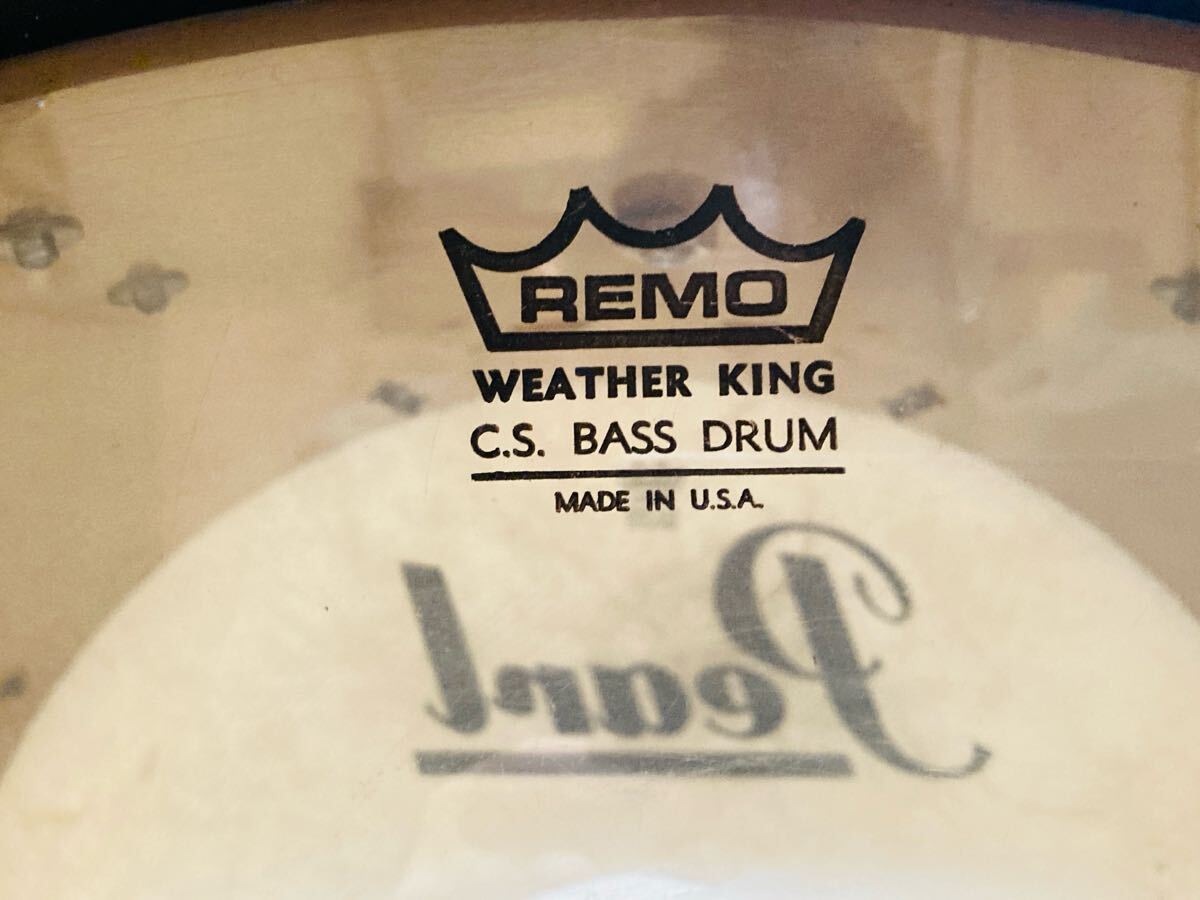 REMO
WEATHER KING
C.S. BASS DRUM
MADE IN U.S.A.
Pearl